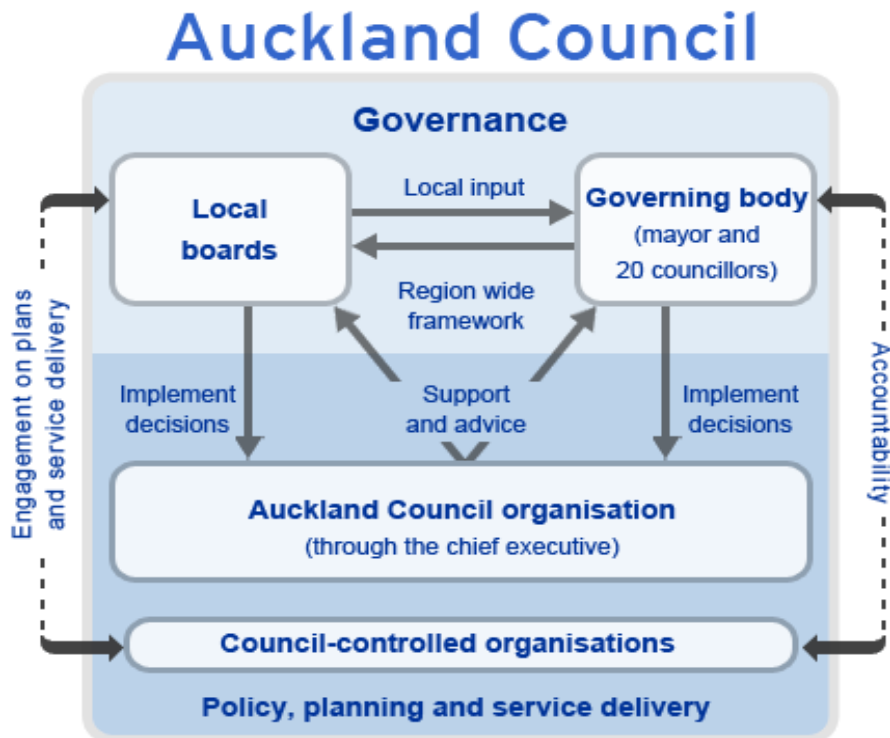 Auckland Council
Governance
Local
boards
Local input
Governing body
(mayor and
20 councillors)
Region wide
framework
Engagement on plans
and service delivery
Accountability
Implement
decisions
Support
and advice
Implement
decisions
Auckland Council organisation
(through the chief executive)
Council-controlled organisations
Policy, planning and service delivery